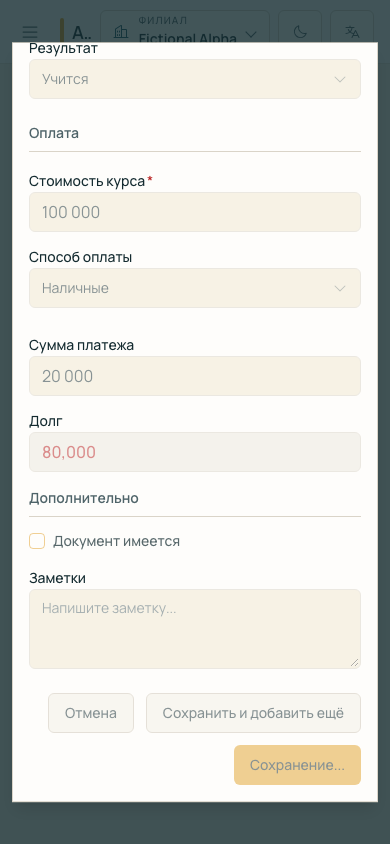 ФИЛИАЛ
A..
Fictional Alpha
Результат
Учится
Оплата
Стоимость курса*
100 000
Способ оплаты
Наличные
Сумма платежа
20 000
Долг
80,000
Дополнительно
Документ имеется
Заметки
Напишите заметку...
Отмена
Сохранить и добавить ещё
Сохранение...